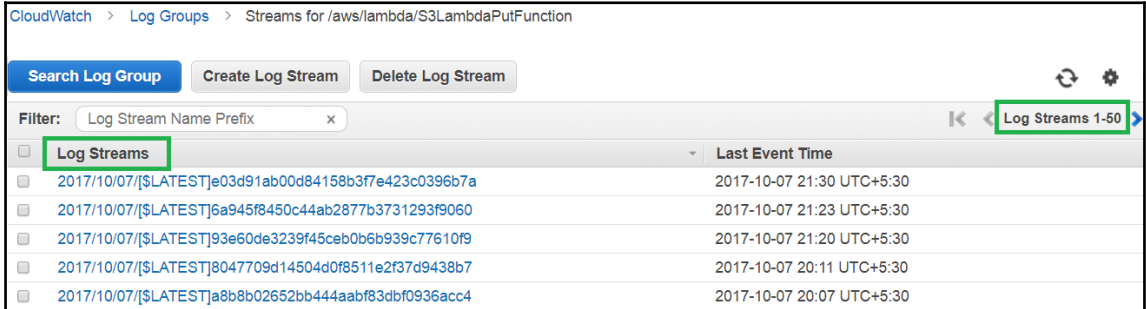 CloudWatch > Log Groups > Streams for /aws/lambda/S3LambdaPutFunction
Search Log Group Create Log Stream Delete Log Stream
Filter: Log Stream Name Prefix x Log Streams 1-50
Log Streams Last Event Time
2017/10/07/[$LATEST]e03d91ab00d84158b3f7e423c0396b7a 2017-10-07 21:30 UTC+5:30
2017/10/07/[$LATEST]6a945f8450c44ab2877b3731293f9060 2017-10-07 21:23 UTC+5:30
2017/10/07/[$LATEST]93e60de3239f45ceb0b6b939c77610f9 2017-10-07 21:20 UTC+5:30
2017/10/07/[$LATEST]8047709d14504d0f8511e2f37d9438b7 2017-10-07 20:11 UTC+5:30
2017/10/07/[$LATEST]a8b8b02652bb444aabf83dbf0936acc4 2017-10-07 20:07 UTC+5:30